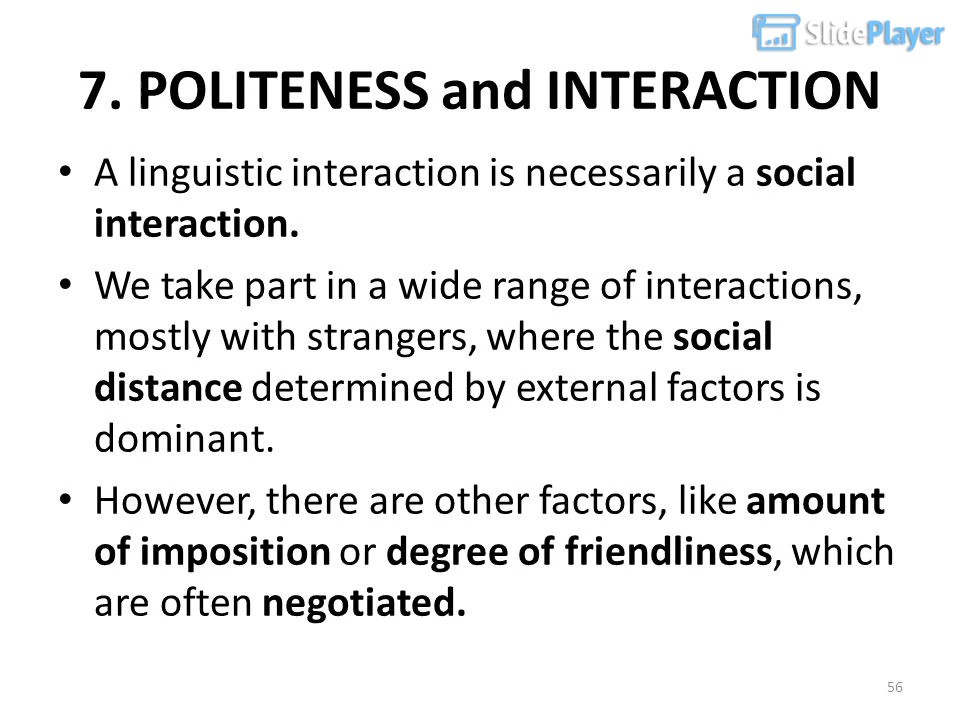 SlidePlayer
7. POLITENESS and INTERACTION
• A linguistic interaction is necessarily a social
interaction.
• We take part in a wide range of interactions,
mostly with strangers, where the social
distance determined by external factors is
dominant.
• However, there are other factors, like amount
of imposition or degree of friendliness, which
are often negotiated.
56